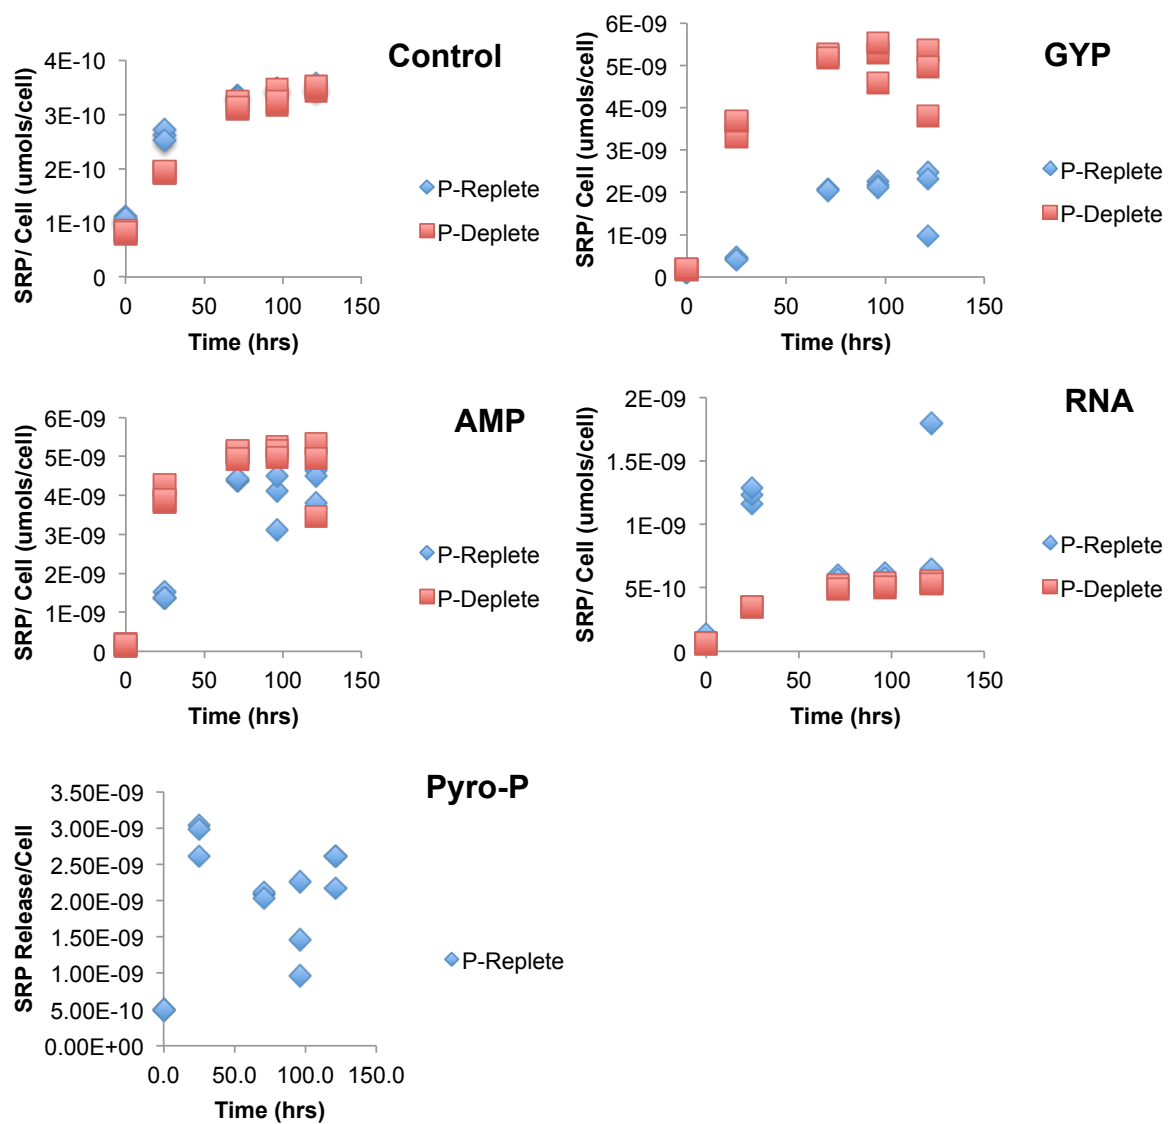 Control
SRP/ Cell (umols/cell)
4E-10
3E-10
2E-10
1E-10
0
0 50 100 150
Time (hrs)
P-Replete
P-Deplete
GYP
SRP/ Cell (umols/cell)
6E-09
5E-09
4E-09
3E-09
2E-09
1E-09
0
0 50 100 150
Time (hrs)
P-Replete
P-Deplete
AMP
SRP/ Cell (umols/cell)
6E-09
5E-09
4E-09
3E-09
2E-09
1E-09
0
0 50 100 150
Time (hrs)
P-Replete
P-Deplete
RNA
SRP/ Cell (umols/cell)
2E-09
1.5E-09
1E-09
5E-10
0
0 50 100 150
Time (hrs)
P-Replete
P-Deplete
Pyro-P
SRP Release/Cell
3.50E-09
3.00E-09
2.50E-09
2.00E-09
1.50E-09
1.00E-09
5.00E-10
0.00E+00
0.0 50.0 100.0 150.0
Time (hrs)
P-Replete